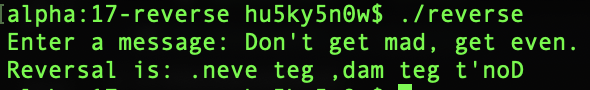 [alpha:17-reverse hu5ky5n0w$ ./reverse
Enter a message: Don't get mad, get even.
Reversal is: .neve teg ,dam teg t'noD